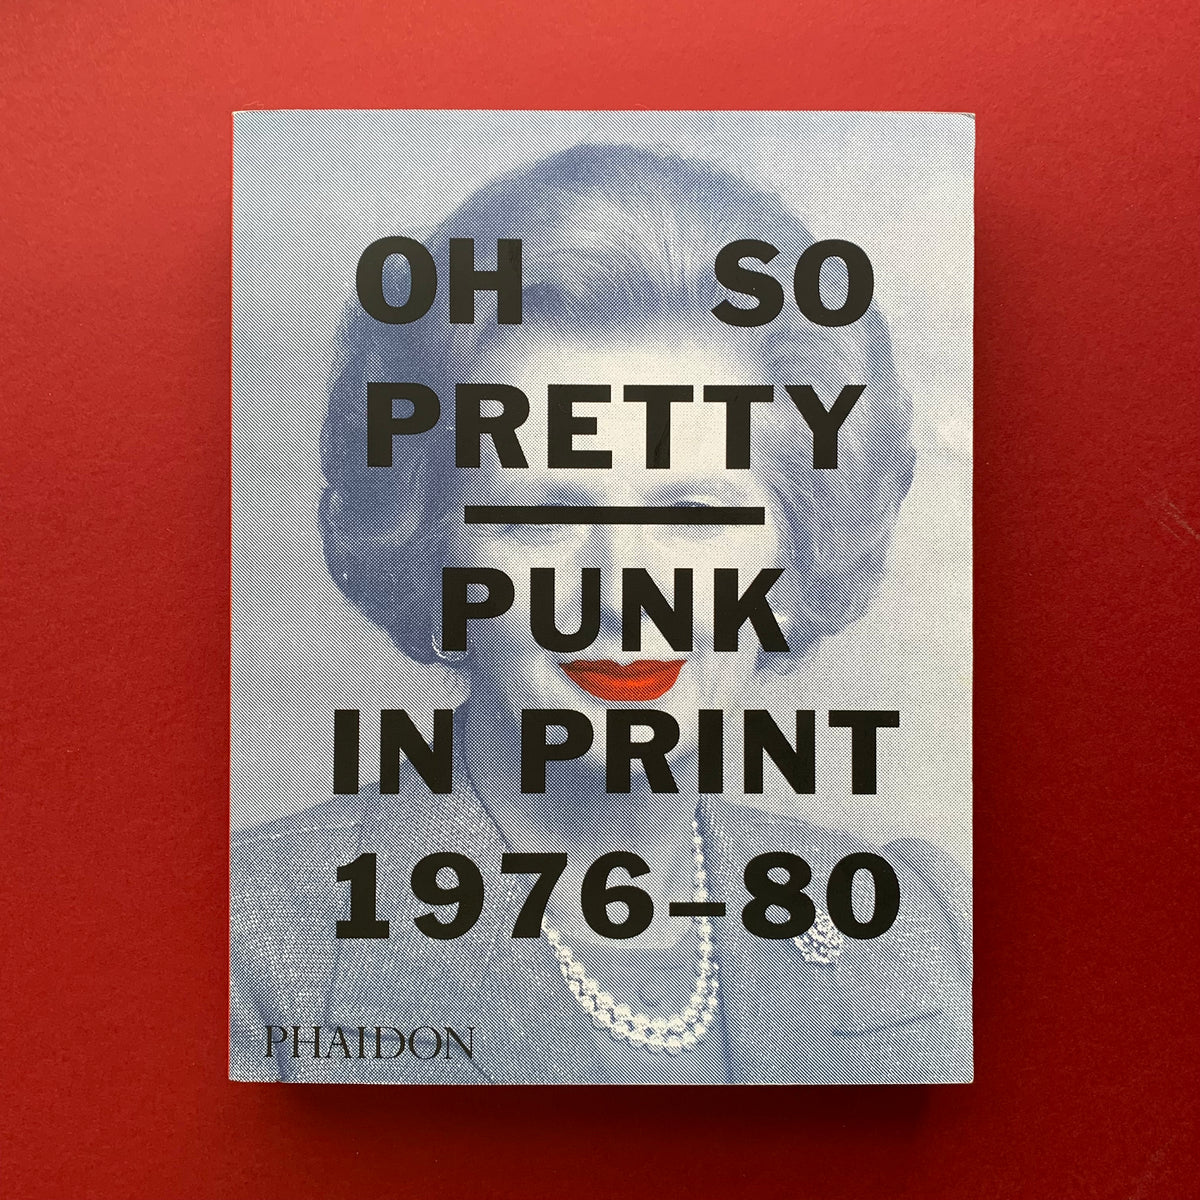 OH SO
PRETTY
PUNK
IN PRINT
1976–80
PHAIDON